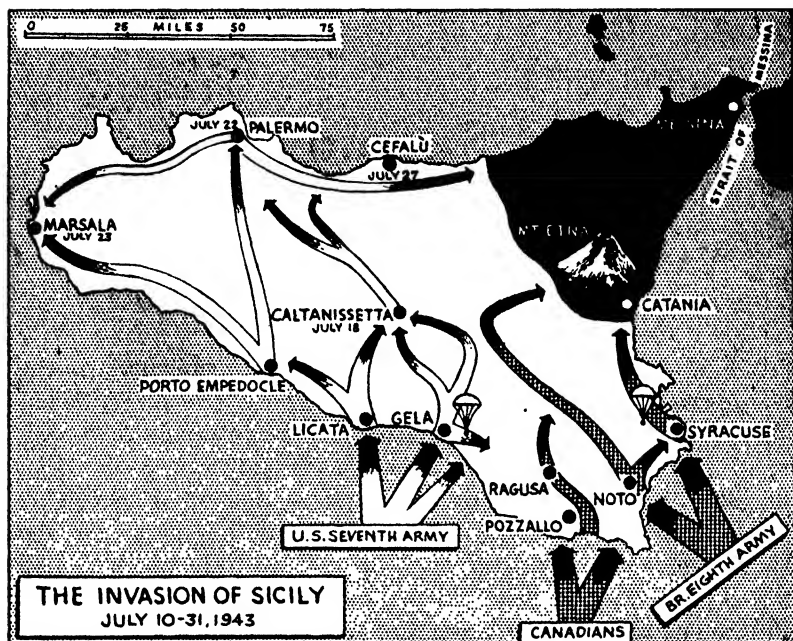 0 25 MILES 50 75
STRAIT OF MESSINA
MESSINA
JULY 22 PALERMO
CEFALÙ
JULY 27
MARSALA
JULY 23
MT. ETNA
CATANIA
CALTANISSETTA
JULY 18
PORTO EMPEDOCLE
LICATA
GELA
SYRACUSE
RAGUSA
NOTO
POZZALLO
U.S. SEVENTH ARMY
BR. EIGHTH ARMY
CANADIANS
THE INVASION OF SICILY
JULY 10-31, 1943